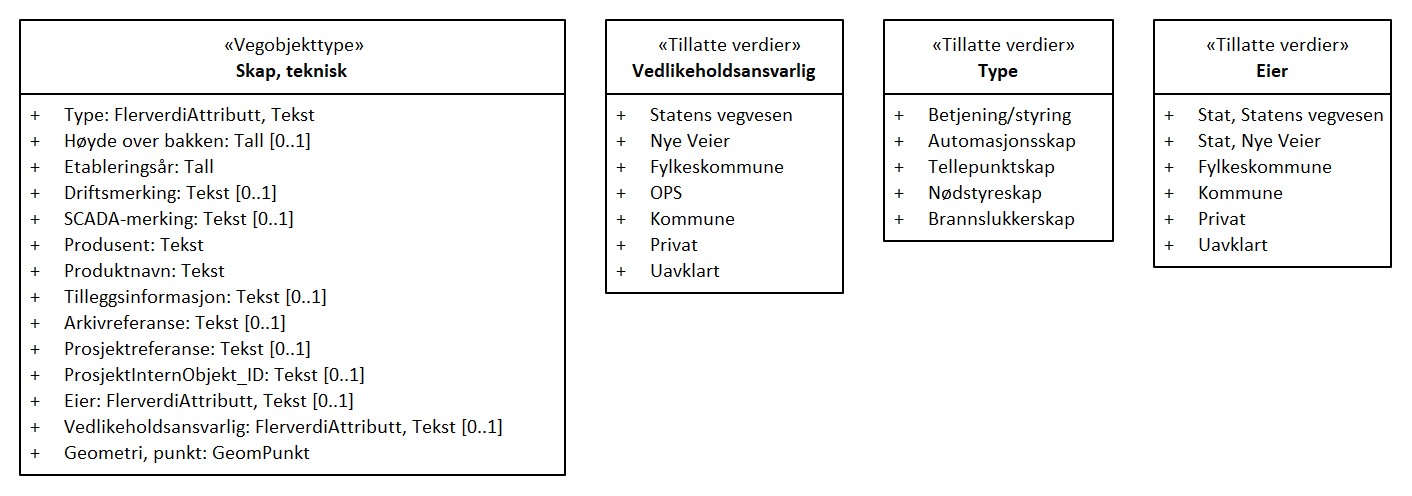 «Vegobjekttype»
Skap, teknisk
+ Type: FlerverdiAttributt, Tekst
+ Høyde over bakken: Tall [0..1]
+ Etableringsår: Tall
+ Driftsmerking: Tekst [0..1]
+ SCADA-merking: Tekst [0..1]
+ Produsent: Tekst
+ Produktnavn: Tekst
+ Tilleggsinformasjon: Tekst [0..1]
+ Arkivreferanse: Tekst [0..1]
+ Prosjektreferanse: Tekst [0..1]
+ ProsjektInternObjekt_ID: Tekst [0..1]
+ Eier: FlerverdiAttributt, Tekst [0..1]
+ Vedlikeholdsansvarlig: FlerverdiAttributt, Tekst [0..1]
+ Geometri, punkt: GeomPunkt
«Tillatte verdier»
Vedlikeholdsansvarlig
+ Statens vegvesen
+ Nye Veier
+ Fylkeskommune
+ OPS
+ Kommune
+ Privat
+ Uavklart
«Tillatte verdier»
Type
+ Betjening/styring
+ Automasjonsskap
+ Tellepunktskap
+ Nødstyreskap
+ Brannslukkerskap
«Tillatte verdier»
Eier
+ Stat, Statens vegvesen
+ Stat, Nye Veier
+ Fylkeskommune
+ Kommune
+ Privat
+ Uavklart